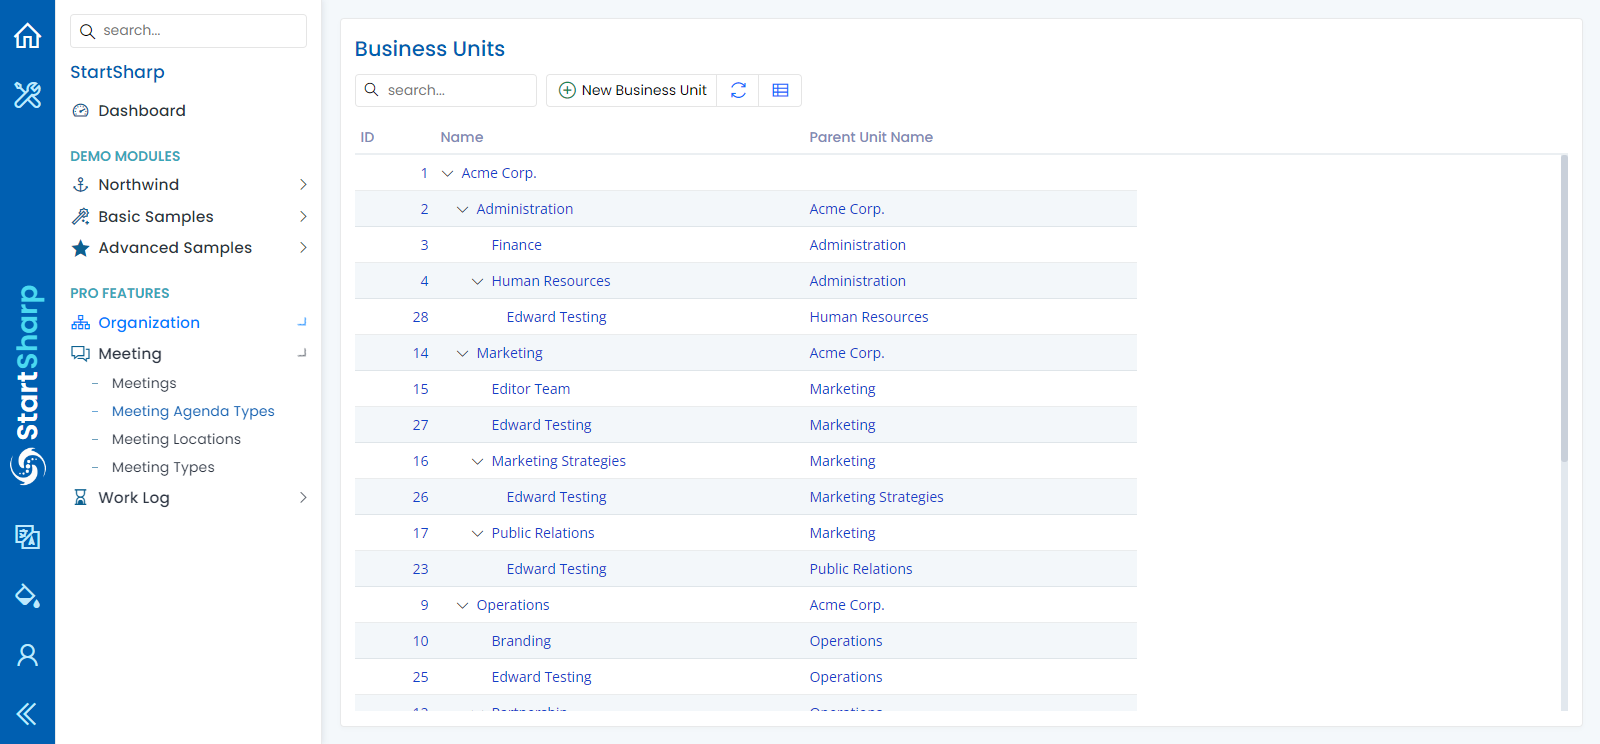 StartSharp
search...
StartSharp
Dashboard
DEMO MODULES
Northwind
Basic Samples
Advanced Samples
PRO FEATURES
Organization
Meeting
– Meetings
– Meeting Agenda Types
– Meeting Locations
– Meeting Types
Work Log
Business Units
search... New Business Unit
ID Name Parent Unit Name
1 Acme Corp.
2 Administration Acme Corp.
3 Finance Administration
4 Human Resources Administration
28 Edward Testing Human Resources
14 Marketing Acme Corp.
15 Editor Team Marketing
27 Edward Testing Marketing
16 Marketing Strategies Marketing
26 Edward Testing Marketing Strategies
17 Public Relations Marketing
23 Edward Testing Public Relations
9 Operations Acme Corp.
10 Branding Operations
25 Edward Testing Operations
Partnership Operations